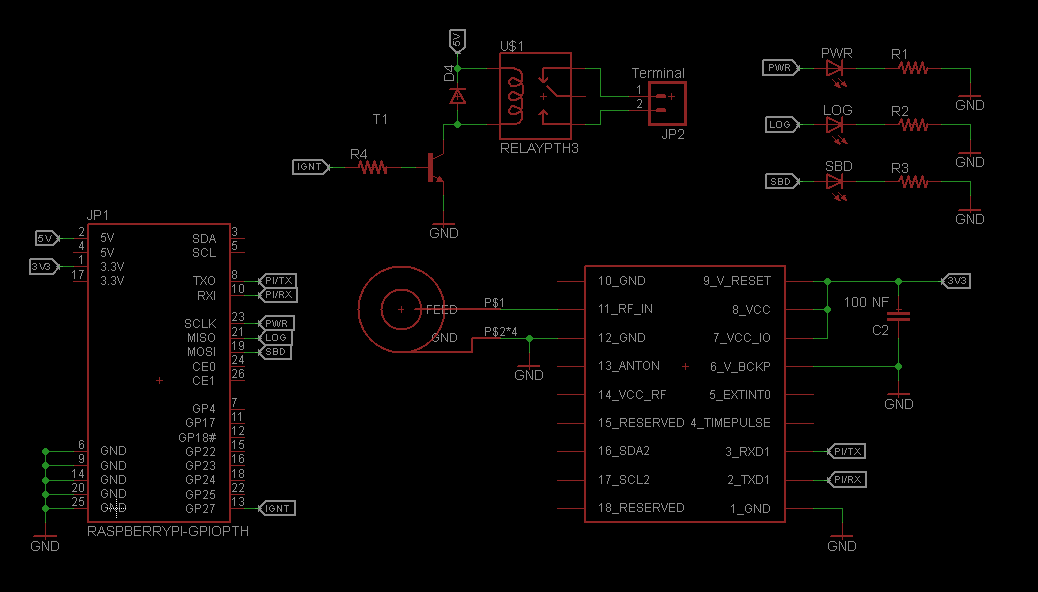 5V
U$1
D4
Terminal
1
2
JP2
RELAYPTH3
T1
IGNT
R4
GND
PWR
PWR
R1
GND
LOG
LOG
R2
GND
SBD
SBD
R3
GND
JP1
5V
2
5V
4
5V
3V3
1
3.3V
17
3.3V
SDA
3
SCL
5
TXO
8
PI/TX
RXI
10
PI/RX
SCLK
23
PWR
MISO
21
LOG
MOSI
19
SBD
CE0
24
CE1
26
GP4
7
GP17
11
GP18#
12
GP22
15
GP23
16
GP24
18
GP25
22
GP27
13
IGNT
6
GND
9
GND
14
GND
20
GND
25
GND
GND
RASPBERRYPI-GPIOPTH
FEED
P$1
GND
P$2*4
GND
10_GND
11_RF_IN
12_GND
13_ANTON
14_VCC_RF
15_RESERVED
16_SDA2
17_SCL2
18_RESERVED
9_V_RESET
8_VCC
7_VCC_IO
6_V_BCKP
5_EXTINT0
4_TIMEPULSE
3_RXD1
2_TXD1
1_GND
3V3
100 NF
C2
GND
PI/TX
PI/RX
GND